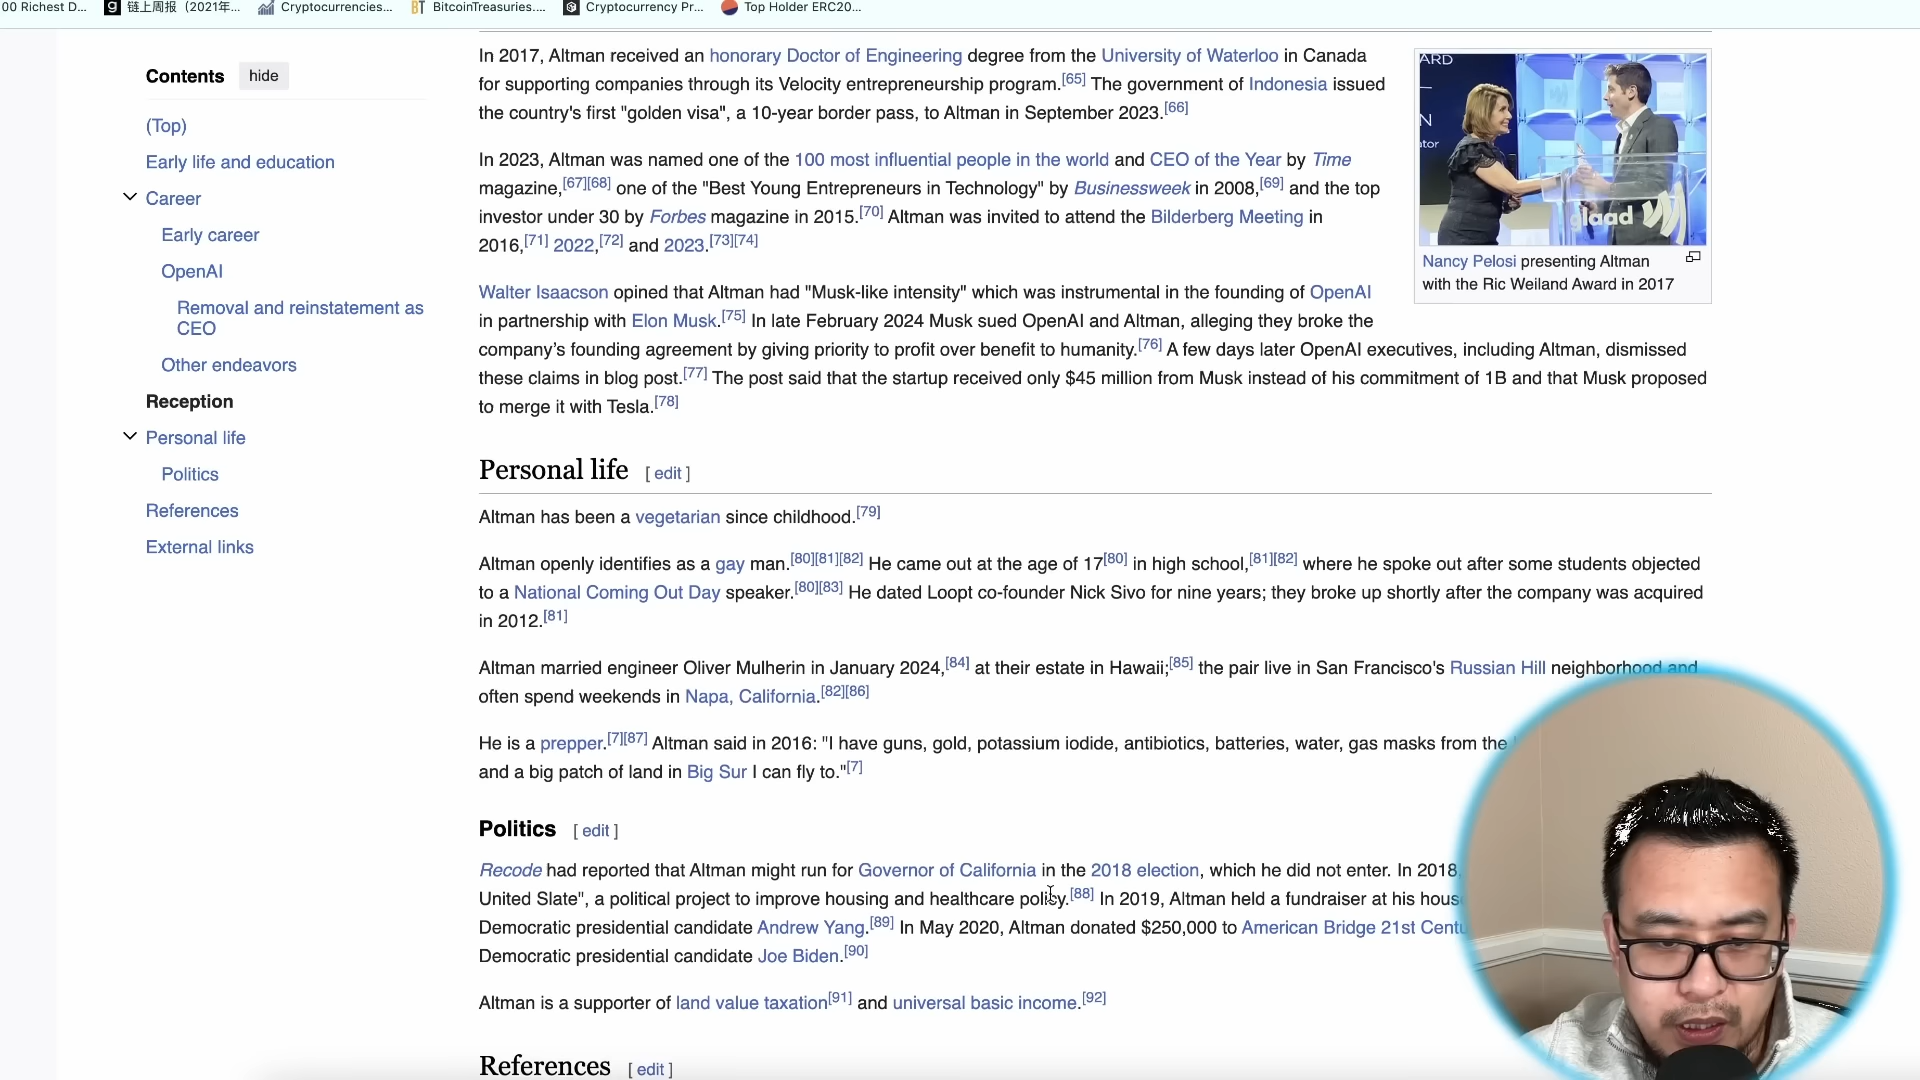 00 Richest D...
链上周报（2021年...
Cryptocurrencies...
BitcoinTreasuries....
Cryptocurrency Pr...
Top Holder ERC20...
Contents hide
(Top)
Early life and education
Career
Early career
OpenAI
Removal and reinstatement as
CEO
Other endeavors
Reception
Personal life
Politics
References
External links
In 2017, Altman received an honorary Doctor of Engineering degree from the University of Waterloo in Canada
for supporting companies through its Velocity entrepreneurship program.[65] The government of Indonesia issued
the country's first "golden visa", a 10-year border pass, to Altman in September 2023.[66]
In 2023, Altman was named one of the 100 most influential people in the world and CEO of the Year by Time
magazine,[67][68] one of the "Best Young Entrepreneurs in Technology" by Businessweek in 2008,[69] and the top
investor under 30 by Forbes magazine in 2015.[70] Altman was invited to attend the Bilderberg Meeting in
2016,[71] 2022,[72] and 2023.[73][74]
Walter Isaacson opined that Altman had "Musk-like intensity" which was instrumental in the founding of OpenAI
in partnership with Elon Musk.[75] In late February 2024 Musk sued OpenAI and Altman, alleging they broke the
company’s founding agreement by giving priority to profit over benefit to humanity.[76] A few days later OpenAI executives, including Altman, dismissed
these claims in blog post.[77] The post said that the startup received only $45 million from Musk instead of his commitment of 1B and that Musk proposed
to merge it with Tesla.[78]
ARD
N
ator
glaad
Nancy Pelosi presenting Altman
with the Ric Weiland Award in 2017
Personal life [ edit ]
Altman has been a vegetarian since childhood.[79]
Altman openly identifies as a gay man.[80][81][82] He came out at the age of 17[80] in high school,[81][82] where he spoke out after some students objected
to a National Coming Out Day speaker.[80][83] He dated Loopt co-founder Nick Sivo for nine years; they broke up shortly after the company was acquired
in 2012.[81]
Altman married engineer Oliver Mulherin in January 2024,[84] at their estate in Hawaii;[85] the pair live in San Francisco's Russian Hill neighborhood and
often spend weekends in Napa, California.[82][86]
He is a prepper.[7][87] Altman said in 2016: "I have guns, gold, potassium iodide, antibiotics, batteries, water, gas masks from the
and a big patch of land in Big Sur I can fly to."[7]
Politics [ edit ]
Recode had reported that Altman might run for Governor of California in the 2018 election, which he did not enter. In 2018,
United Slate", a political project to improve housing and healthcare policy.[88] In 2019, Altman held a fundraiser at his hous
Democratic presidential candidate Andrew Yang.[89] In May 2020, Altman donated $250,000 to American Bridge 21st Centu
Democratic presidential candidate Joe Biden.[90]
Altman is a supporter of land value taxation[91] and universal basic income.[92]
References [ edit ]